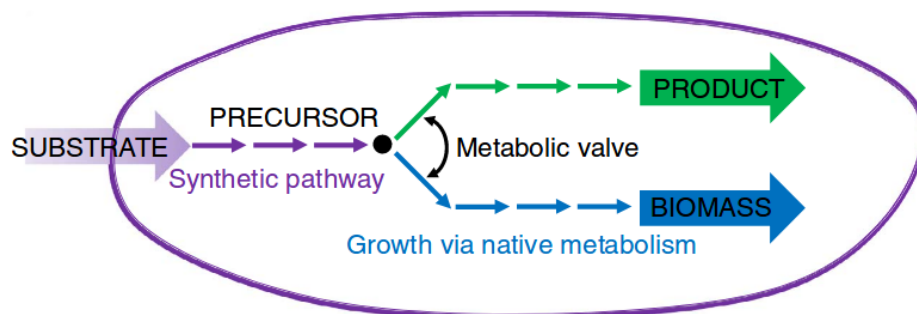 PRODUCT
PRECURSOR
SUBSTRATE
Metabolic valve
Synthetic pathway
BIOMASS
Growth via native metabolism